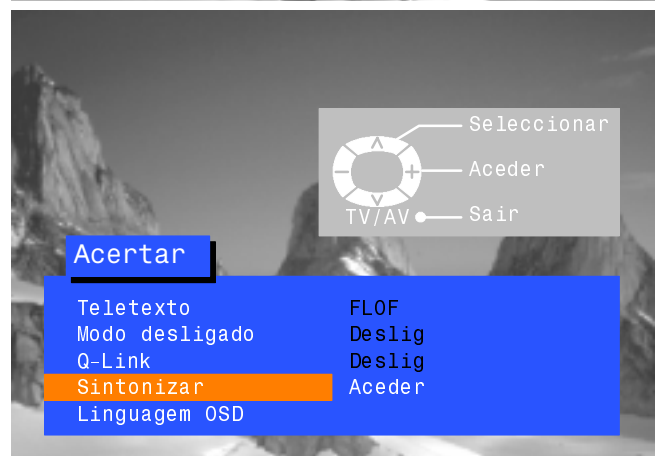 Seleccionar
Aceder
TV/AV Sair
Acertar
Teletexto FLOF
Modo desligado Deslig
Q-Link Deslig
Sintonizar Aceder
Linguagem OSD